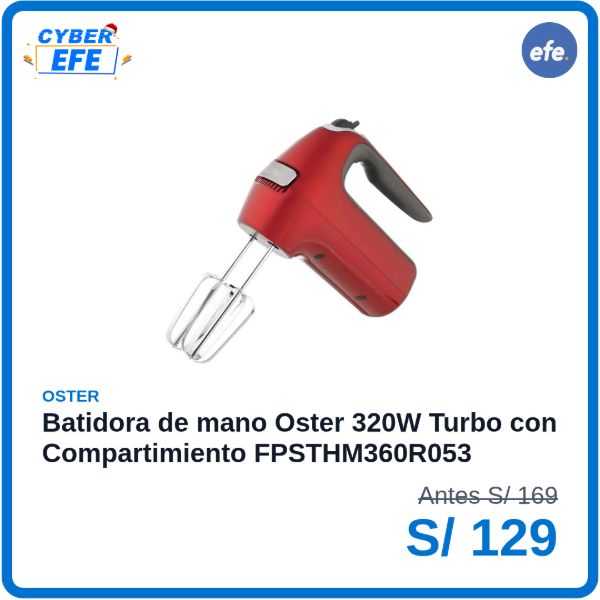 CYBER
EFE
efe.
OSTER
Batidora de mano Oster 320W Turbo con
Compartimiento FPSTHM360R053
Antes S/ 169
S/ 129